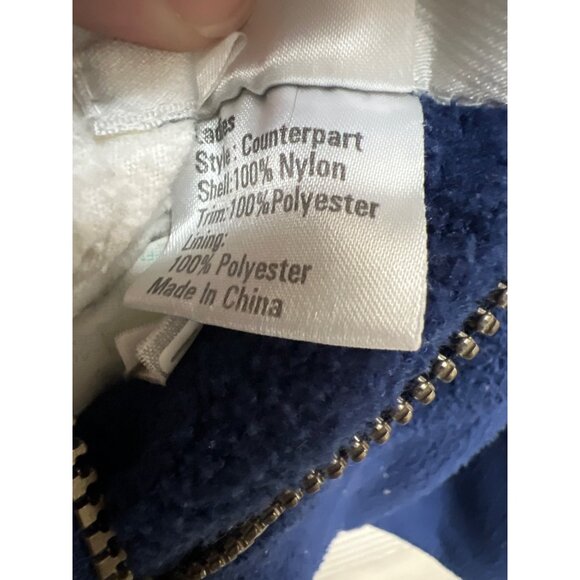 Ladies
Style: Counterpart
Shell:100% Nylon
Trim:100%Polyester
Lining:
100% Polyester
Made In China